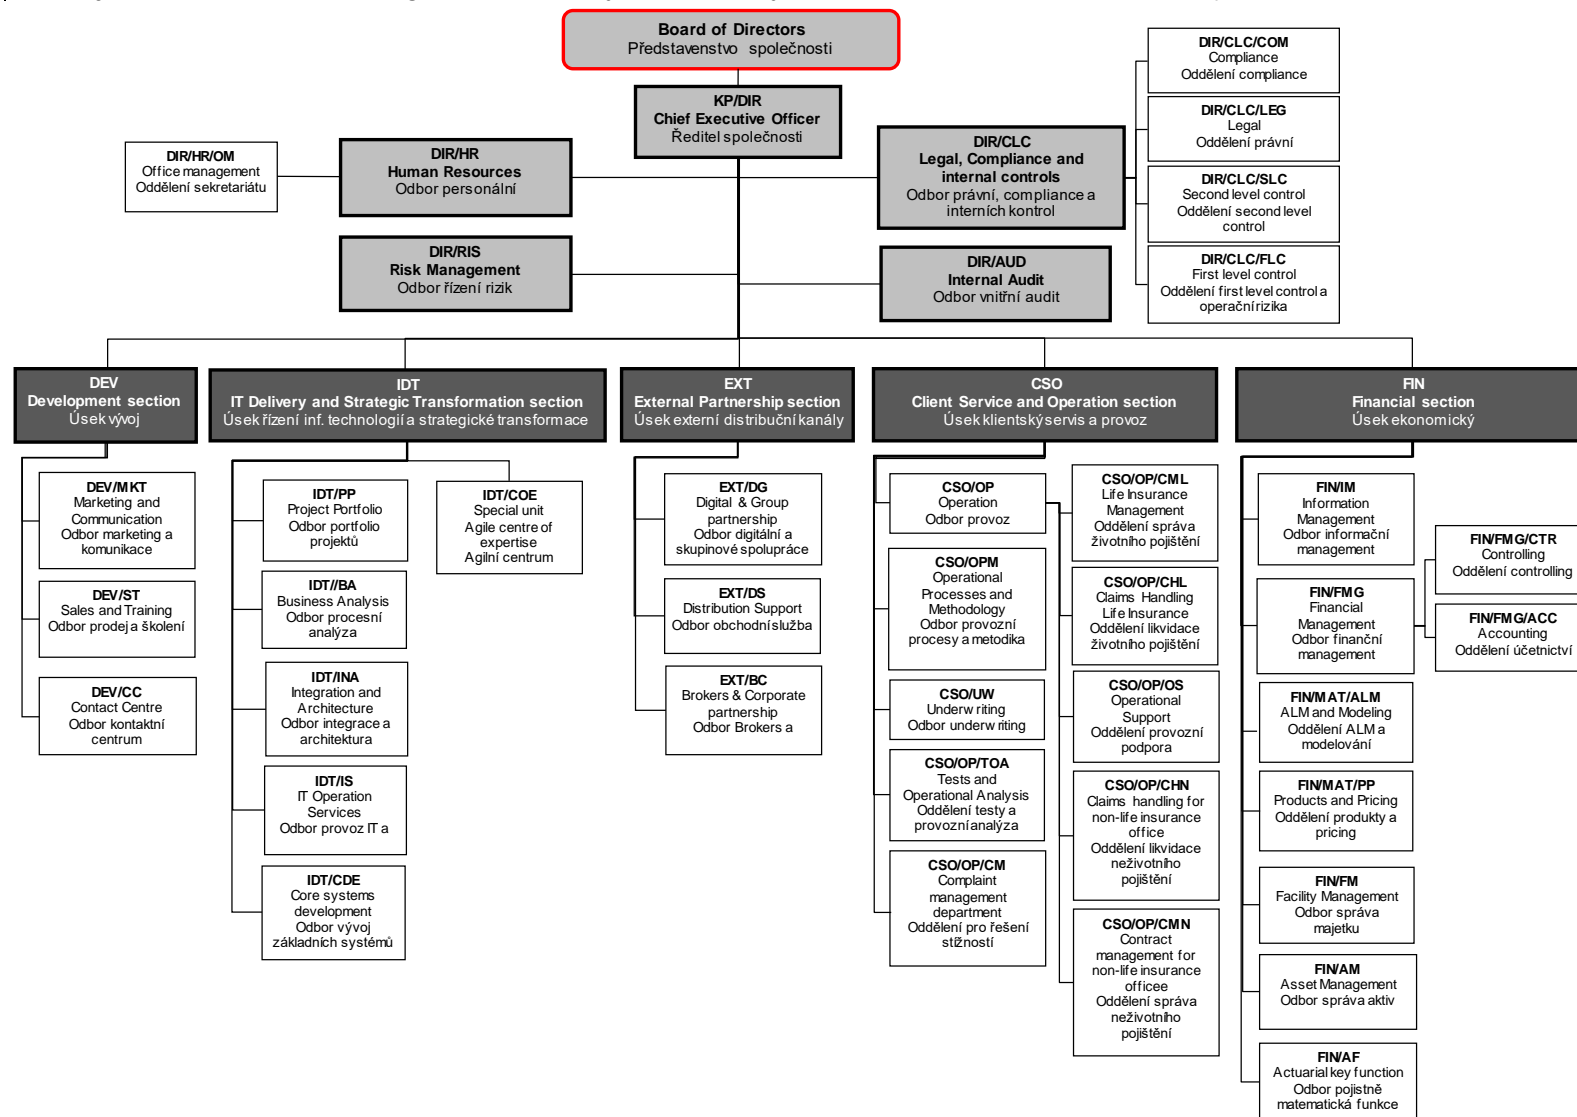 Board of Directors
Představenstvo společnosti
KP/DIR
Chief Executive Officer
Ředitel společnosti
DIR/HR/OM
Office management
Oddělení sekretariátu
DIR/HR
Human Resources
Odbor personální
DIR/RIS
Risk Management
Odbor řízení rizik
DIR/CLC
Legal, Compliance and
internal controls
Odbor právní, compliance a
interních kontrol
DIR/AUD
Internal Audit
Odbor vnitřní audit
DIR/CLC/COM
Compliance
Oddělení compliance
DIR/CLC/LEG
Legal
Oddělení právní
DIR/CLC/SLC
Second level control
Oddělení second level
control
DIR/CLC/FLC
First level control
Oddělení first level control a
operační rizika
DEV
Development section
Úsek vývoj
IDT
IT Delivery and Strategic Transformation section
Úsek řízení inf. technologií a strategické transformace
EXT
External Partnership section
Úsek externí distribuční kanály
CSO
Client Service and Operation section
Úsek klientský servis a provoz
FIN
Financial section
Úsek ekonomický
DEV/MKT
Marketing and
Communication
Odbor marketing a
komunikace
DEV/ST
Sales and Training
Odbor prodej a školení
DEV/CC
Contact Centre
Odbor kontaktní
centrum
IDT/PP
Project Portfolio
Odbor portfolio
projektů
IDT//BA
Business Analysis
Odbor procesní
analýza
IDT/INA
Integration and
Architecture
Odbor integrace a
architektura
IDT/IS
IT Operation
Services
Odbor provoz IT a
IDT/CDE
Core systems
development
Odbor vývoj
základních systémů
IDT/COE
Special unit
Agile centre of
expertise
Agilní centrum
EXT/DG
Digital & Group
partnership
Odbor digitální a
skupinové spolupráce
EXT/DS
Distribution Support
Odbor obchodní služba
EXT/BC
Brokers & Corporate
partnership
Odbor Brokers a
CSO/OP
Operation
Odbor provoz
CSO/OPM
Operational
Processes and
Methodology
Odbor provozní
procesy a metodika
CSO/UW
Underwriting
Odbor underwriting
CSO/OP/TOA
Tests and
Operational Analysis
Oddělení testy a
provozní analýza
CSO/OP/CM
Complaint
management
department
Oddělení pro řešení
stížností
CSO/OP/CML
Life Insurance
Management
Oddělení správa
životního pojištění
CSO/OP/CHL
Claims Handling
Life Insurance
Oddělení likvidace
životního pojištění
CSO/OP/OS
Operational
Support
Oddělení provozní
podpora
CSO/OP/CHN
Claims handling for
non-life insurance
office
Oddělení likvidace
neživotního
pojištění
CSO/OP/CMN
Contract
management for
non-life insurance
officee
Oddělení správa
neživotního
pojištění
FIN/IM
Information
Management
Odbor informační
management
FIN/FMG
Financial
Management
Odbor finanční
management
FIN/MAT/ALM
ALM and Modeling
Oddělení ALM a
modelování
FIN/MAT/PP
Products and Pricing
Oddělení produkty a
pricing
FIN/FM
Facility Management
Odbor správa
majetku
FIN/AM
Asset Management
Odbor správa aktiv
FIN/AF
Actuarial key function
Odbor pojistně
matematická funkce
FIN/FMG/CTR
Controlling
Oddělení controlling
FIN/FMG/ACC
Accounting
Oddělení účetnictví